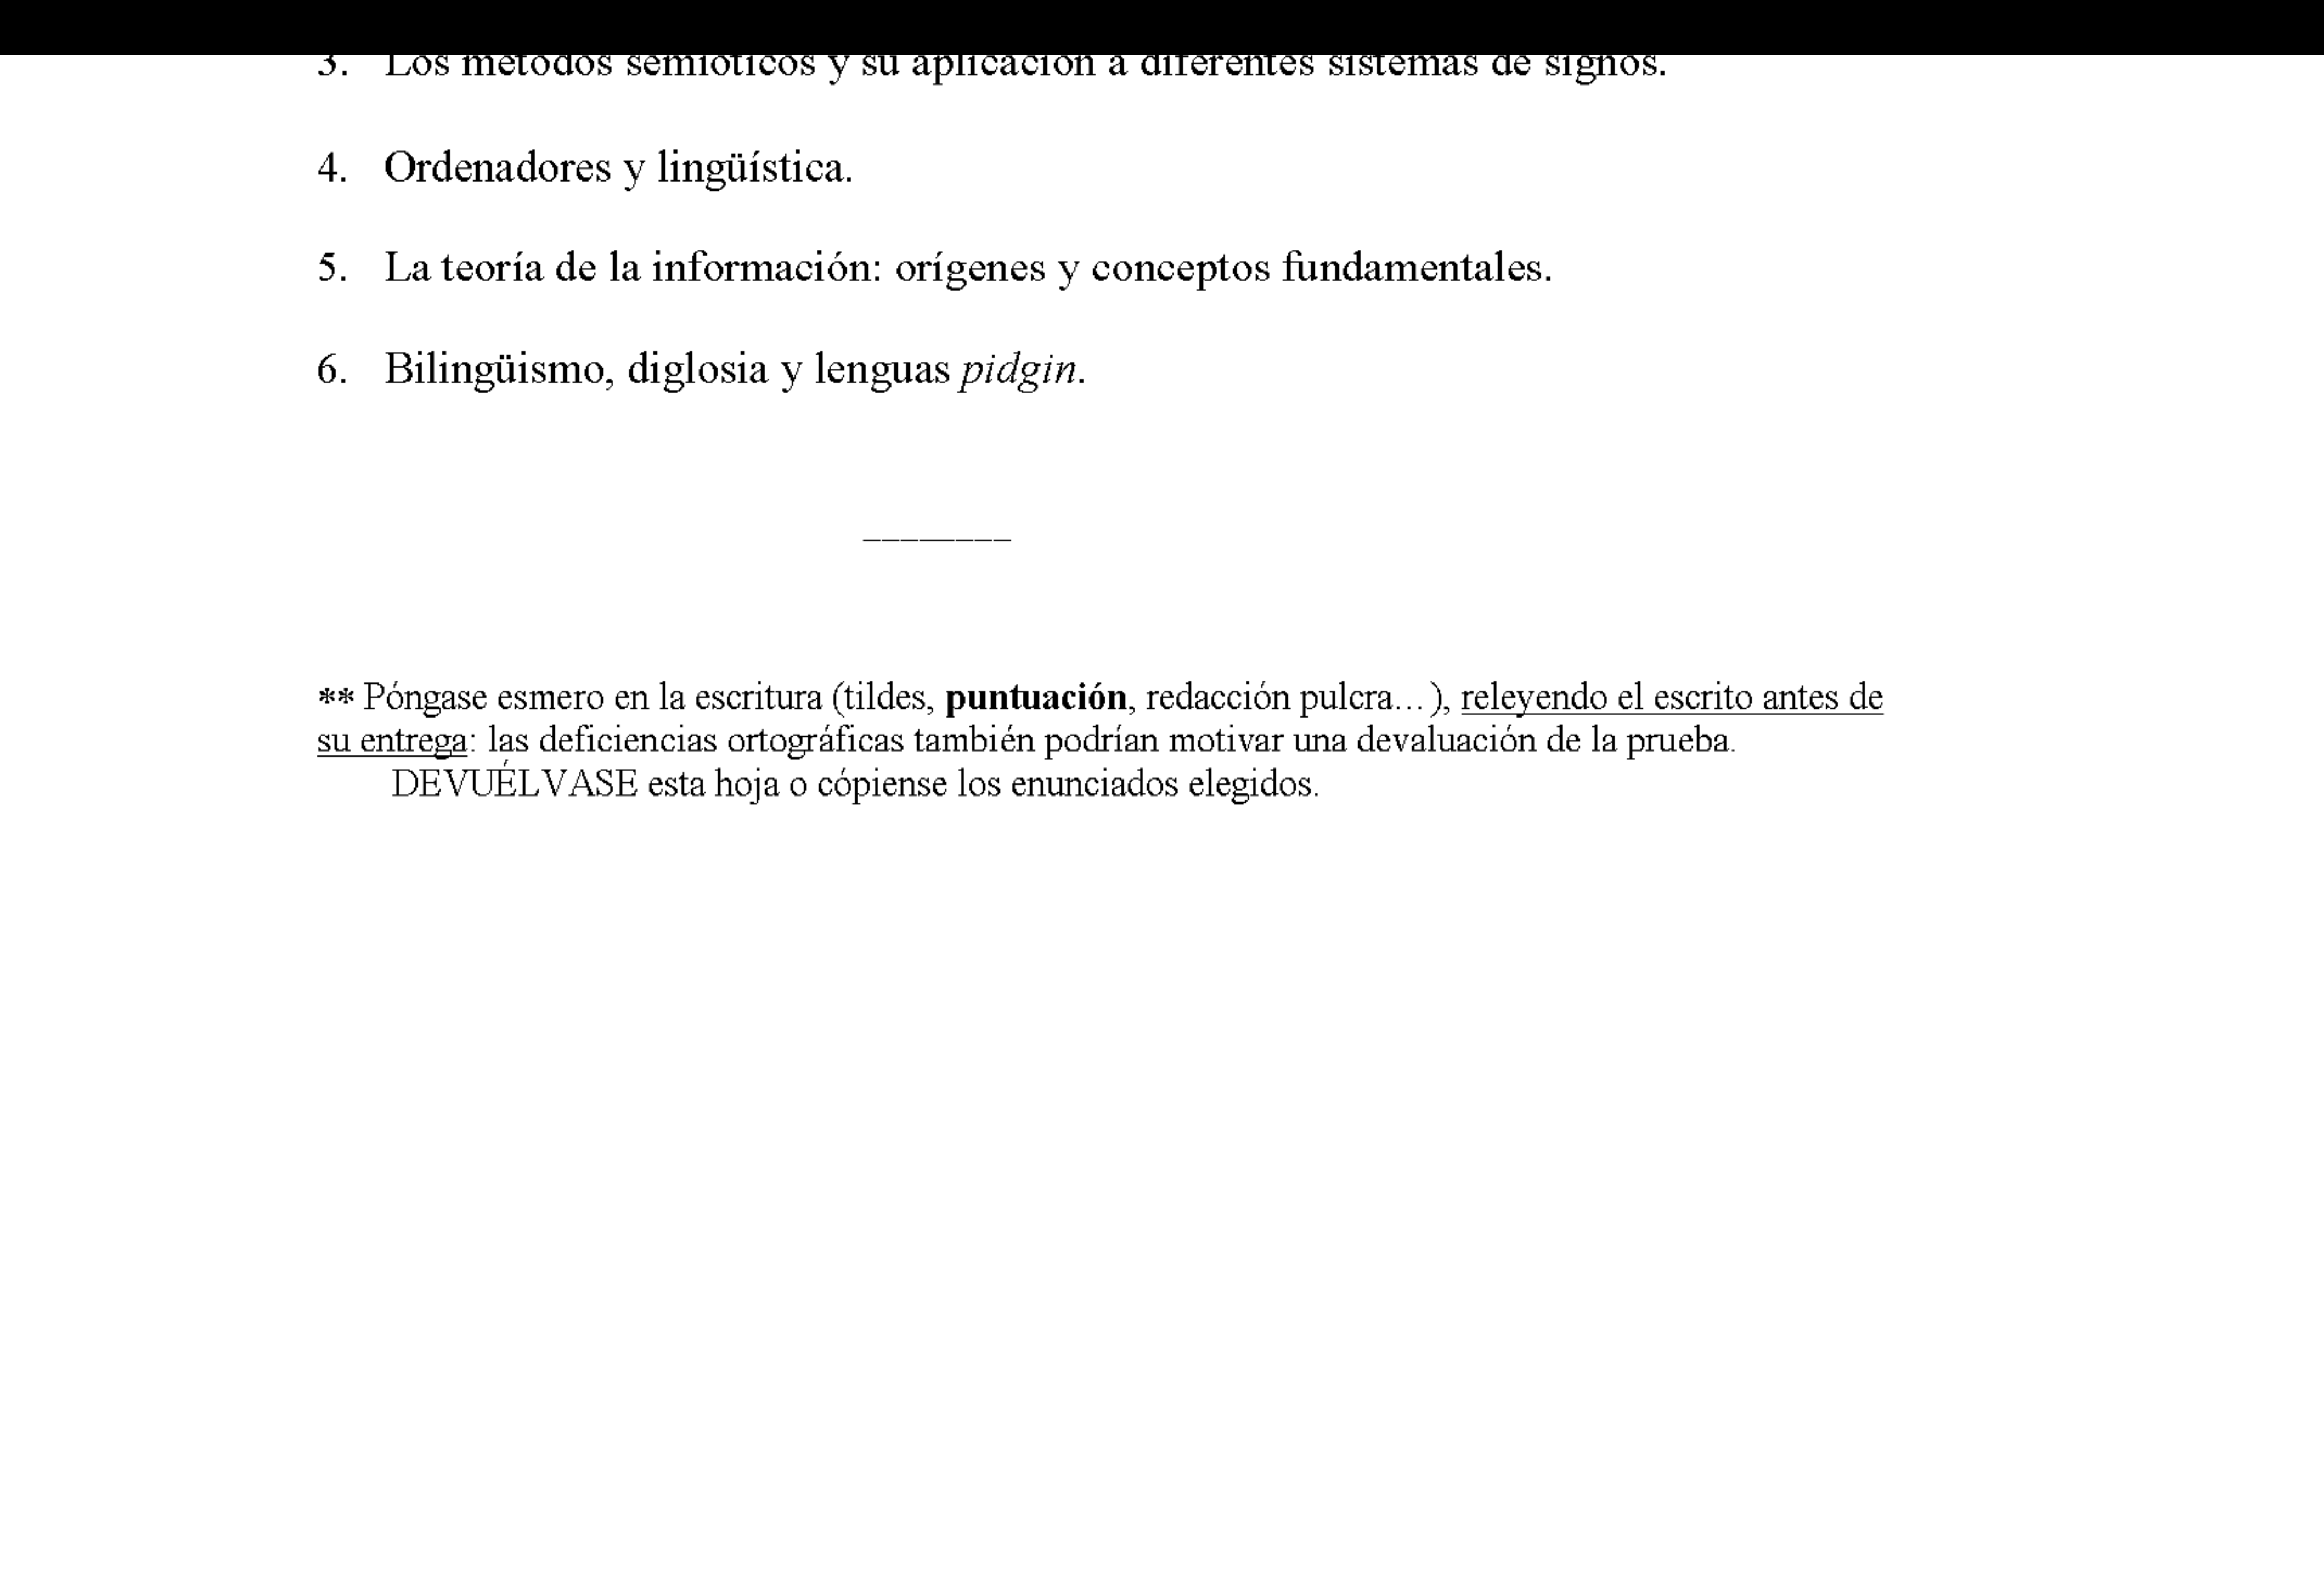 3. Los métodos semióticos y su aplicación a diferentes sistemas de signos.
4. Ordenadores y lingüística.
5. La teoría de la información: orígenes y conceptos fundamentales.
6. Bilingüismo, diglosia y lenguas pidgin.
________
** Póngase esmero en la escritura (tildes, puntuación, redacción pulcra…), releyendo el escrito antes de
su entrega: las deficiencias ortográficas también podrían motivar una devaluación de la prueba.
DEVUÉLVASE esta hoja o cópiense los enunciados elegidos.